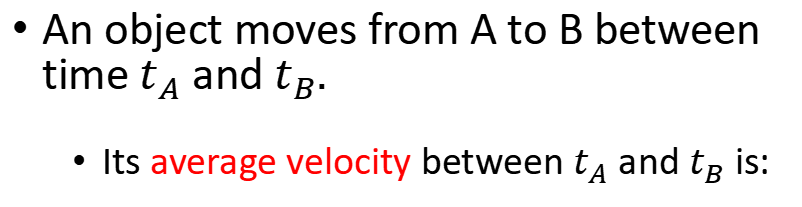 • An object moves from A to B between
time t_A and t_B.
• Its average velocity between t_A and t_B is: